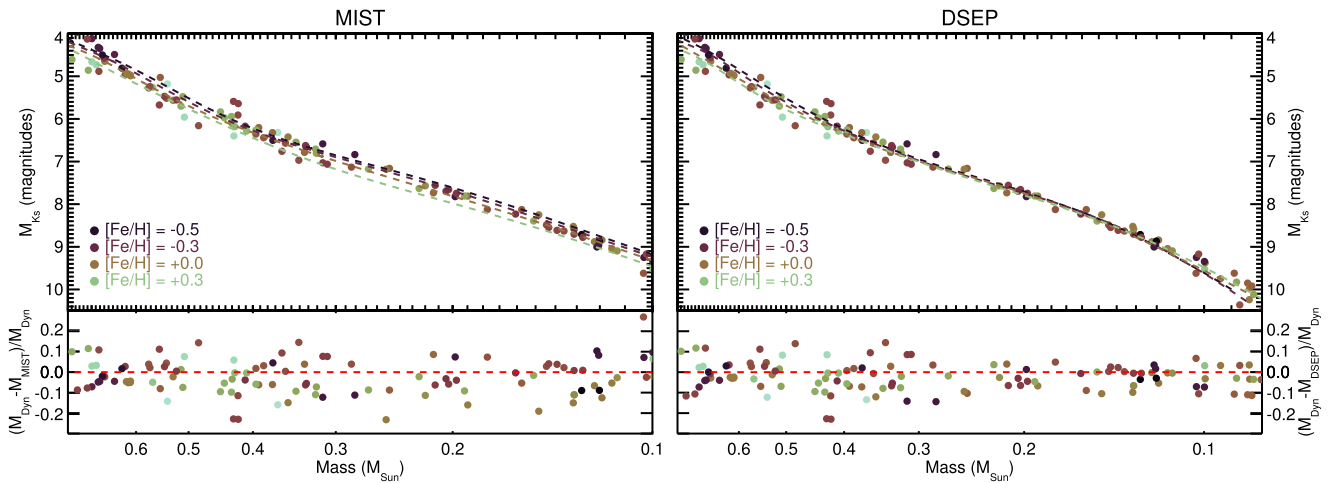 MIST
DSEP
4
5
6
7
8
9
10
M_Ks (magnitudes)
[Fe/H] = -0.5
[Fe/H] = -0.3
[Fe/H] = +0.0
[Fe/H] = +0.3
0.2
0.1
0.0
-0.1
-0.2
(M_Dyn-M_MIST)/M_Dyn
0.6 0.4 0.3 0.2 0.1
Mass (M_Sun)
[Fe/H] = -0.5
[Fe/H] = -0.3
[Fe/H] = +0.0
[Fe/H] = +0.3
4
5
6
7
8
9
10
M_Ks (magnitudes)
0.2
0.1
0.0
-0.1
-0.2
(M_Dyn-M_DSEP)/M_Dyn
0.6 0.4 0.3 0.2 0.1
Mass (M_Sun)